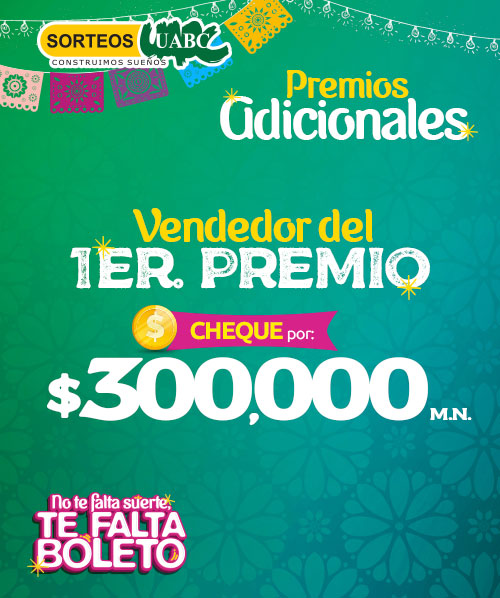 SORTEOS UABC
CONSTRUIMOS SUEÑOS
Premios
adicionales
Vendedor del
1ER. PREMIO
$ CHEQUE por:
$300,000 M.N.
No te falta suerte,
TE FALTA
BOLETO